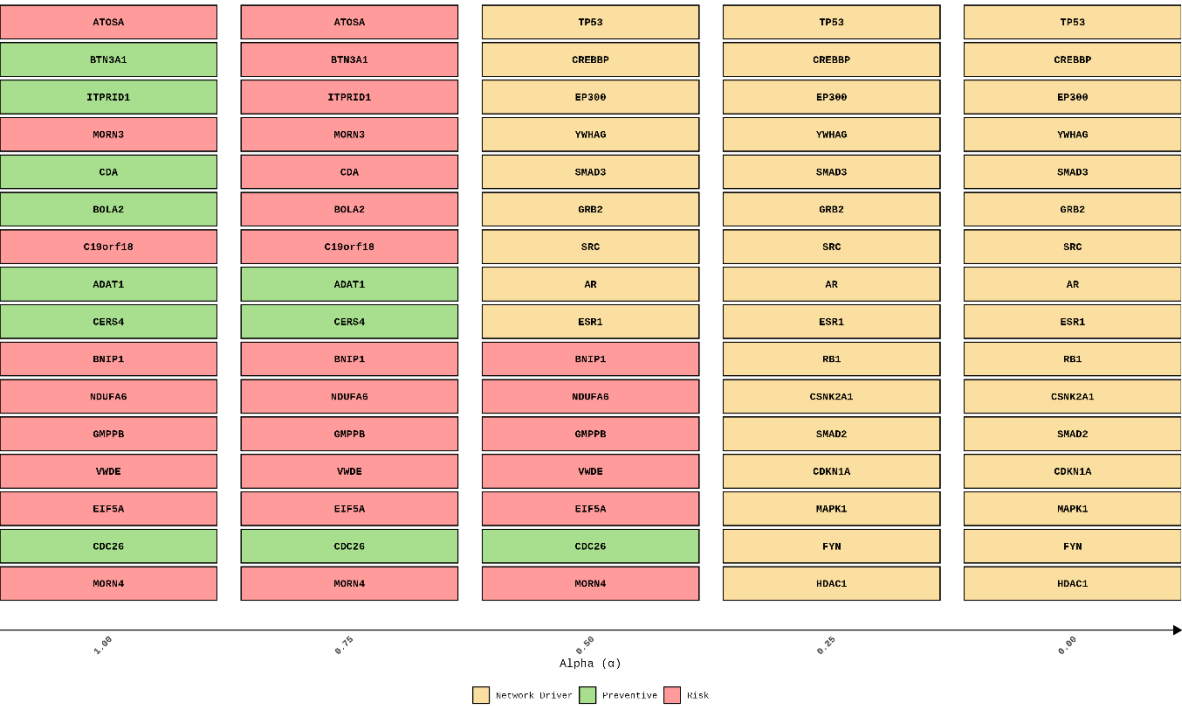 ATOSA ATOSA TP53 TP53 TP53
BTN3A1 BTN3A1 CREBBP CREBBP CREBBP
ITPRID1 ITPRID1 EP300 EP300 EP300
MORN3 MORN3 YWHAG YWHAG YWHAG
CDA CDA SMAD3 SMAD3 SMAD3
BOLA2 BOLA2 GRB2 GRB2 GRB2
C19orf18 C19orf18 SRC SRC SRC
ADAT1 ADAT1 AR AR AR
CERS4 CERS4 ESR1 ESR1 ESR1
BNIP1 BNIP1 BNIP1 RB1 RB1
NDUFA6 NDUFA6 NDUFA6 CSNK2A1 CSNK2A1
GMPPB GMPPB GMPPB SMAD2 SMAD2
VWDE VWDE VWDE CDKN1A CDKN1A
EIF5A EIF5A EIF5A MAPK1 MAPK1
CDC26 CDC26 CDC26 FYN FYN
MORN4 MORN4 MORN4 HDAC1 HDAC1
1.00 0.75 0.50 0.25 0.00
Alpha (α)
Network Driver Preventive Risk